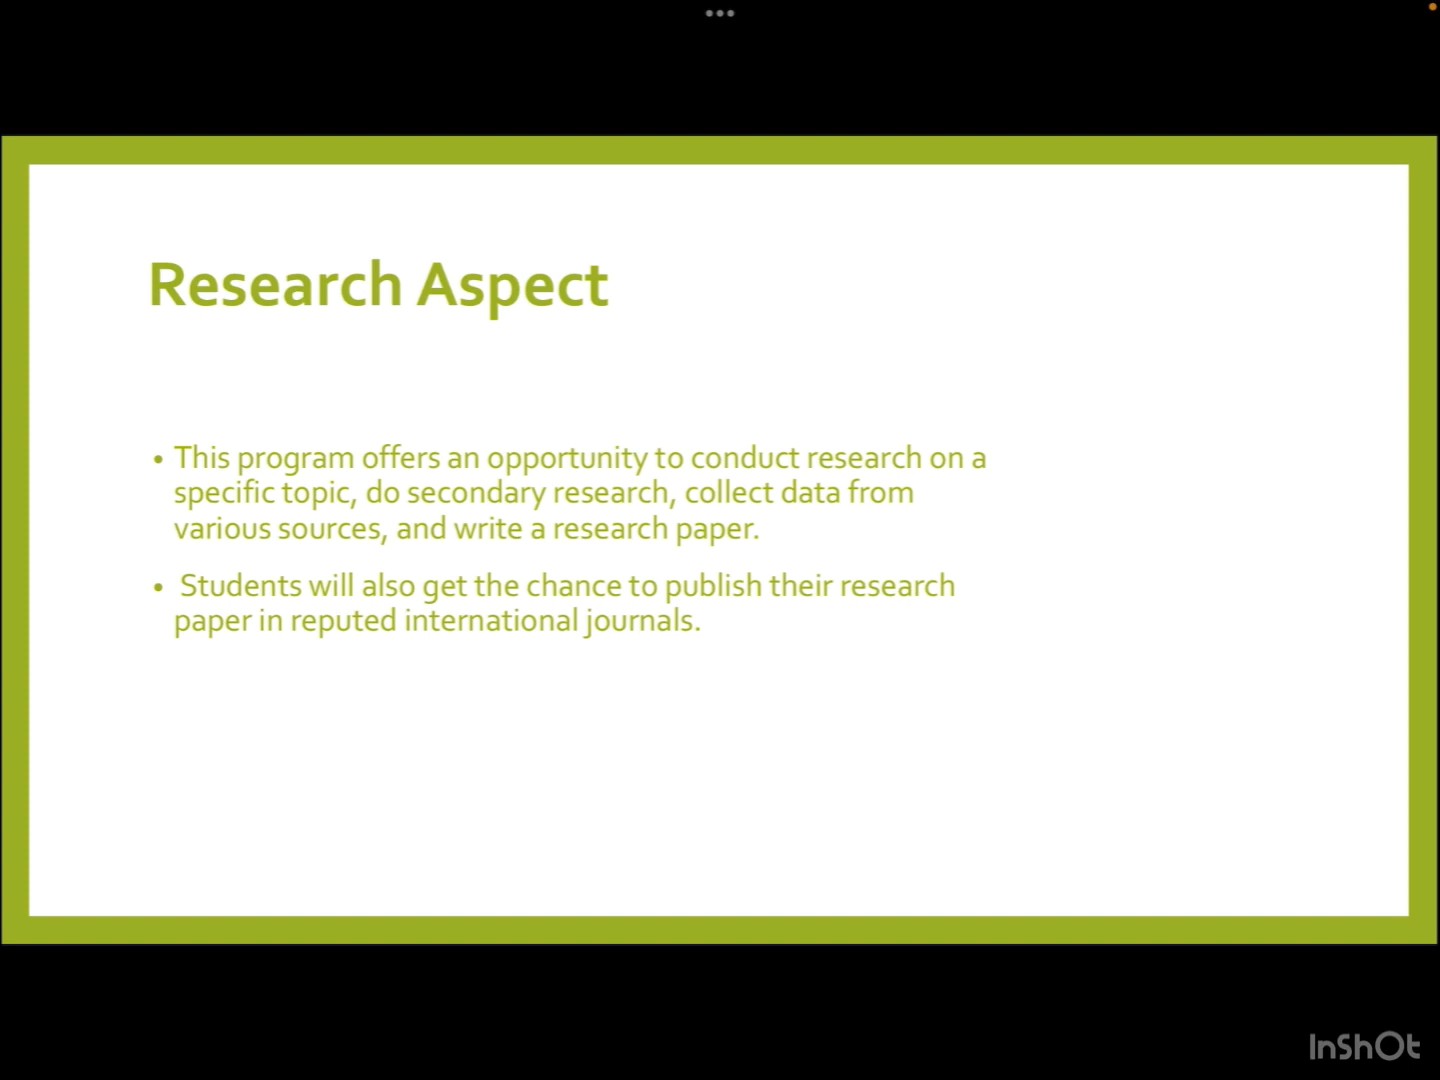 Research Aspect
• This program offers an opportunity to conduct research on a
specific topic, do secondary research, collect data from
various sources, and write a research paper.
• Students will also get the chance to publish their research
paper in reputed international journals.
InShOt